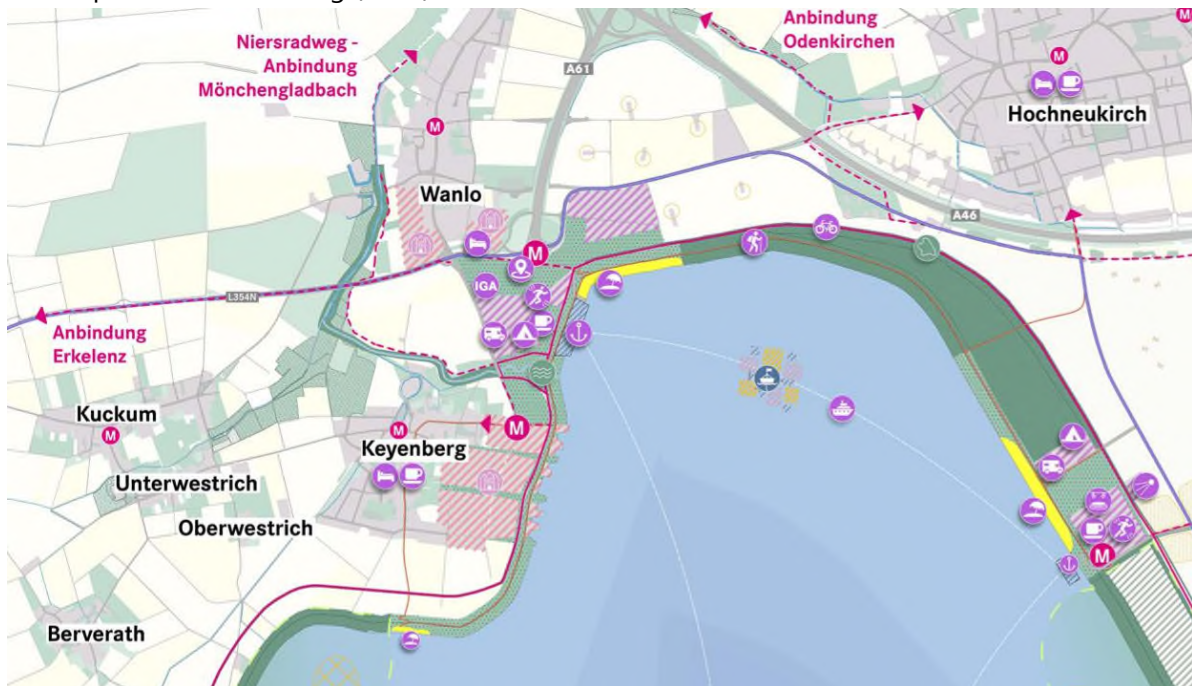 Niersradweg -
Anbindung
Mönchengladbach
A61
Anbindung
Odenkirchen
M
M
Hochneukirch
M
Wanlo
A46
M
IGA
L354N
Anbindung
Erkelenz
Kuckum
M
M
Keyenberg
M
Unterwestrich
Oberwestrich
M
Berverath